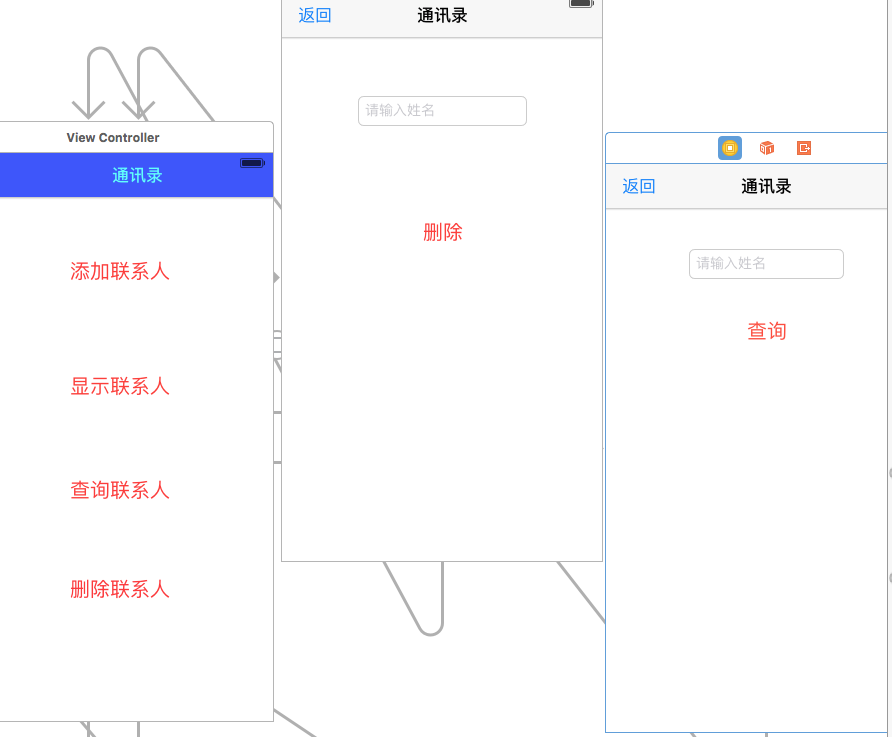 View Controller
通讯录
添加联系人
显示联系人
查询联系人
删除联系人
返回
通讯录
请输入姓名
删除
返回
通讯录
请输入姓名
查询